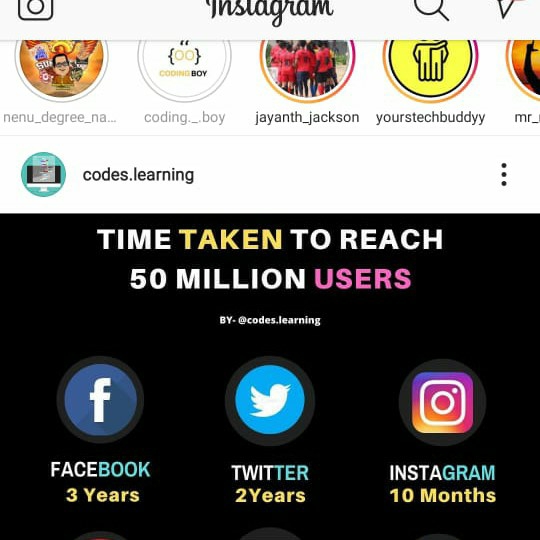 Instagram
{oo}
CODING BOY
nenu_degree_na...
coding._.boy
jayanth_jackson
yourstechbuddyy
codes.learning
TIME TAKEN TO REACH
50 MILLION USERS
BY- @codes.learning
FACEBOOK
TWITTER
INSTAGRAM
3 Years
2Years
10 Months